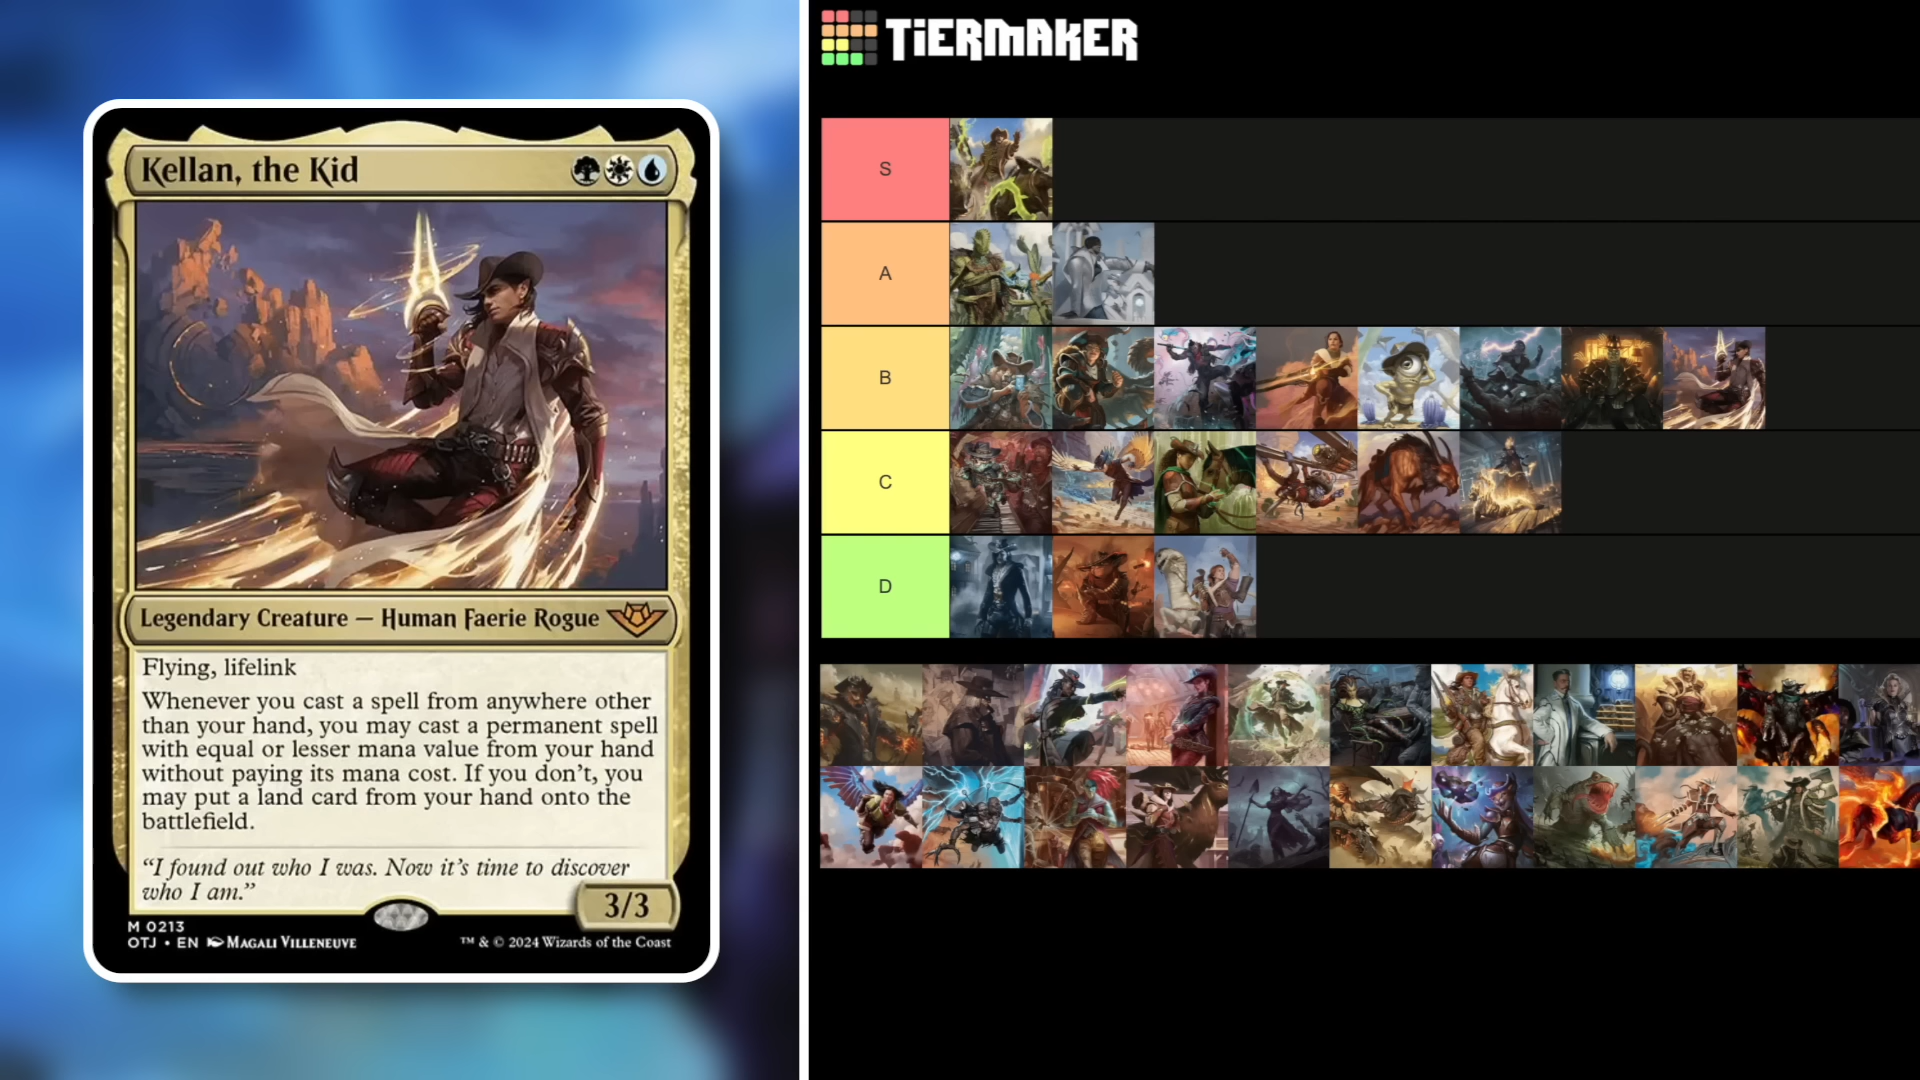 Kellan, the Kid
Legendary Creature — Human Faerie Rogue
Flying, lifelink
Whenever you cast a spell from anywhere other
than your hand, you may cast a permanent spell
with equal or lesser mana value from your hand
without paying its mana cost. If you don't, you
may put a land card from your hand onto the
battlefield.
"I found out who I was. Now it's time to discover
who I am."
3/3
M 0213
OTJ • EN MAGALI VILLENEUVE
™ & © 2024 Wizards of the Coast
TIERMAKER
S
A
B
C
D